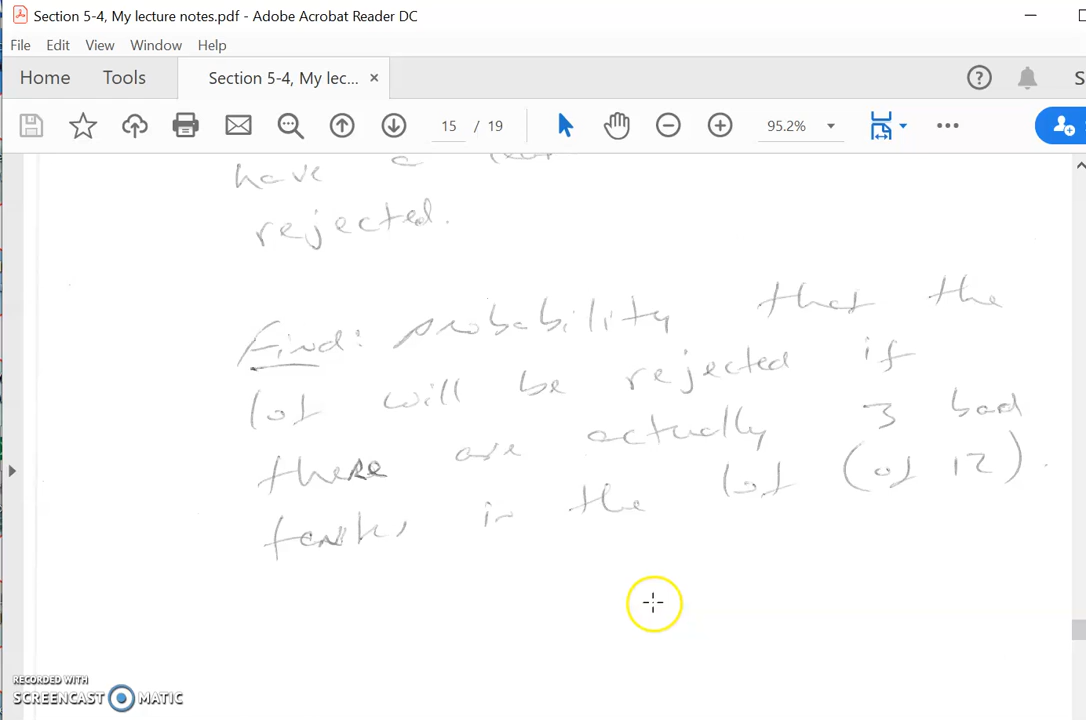 Section 5-4, My lecture notes.pdf - Adobe Acrobat Reader DC
File Edit View Window Help
Home Tools Section 5-4, My lec... ×
15 / 19 95.2%
have a
rejected.
Find: probability that the
lot will be rejected if
there are actually 3 bad
tanks in the lot (of 12).
RECORDED WITH
SCREENCAST MATIC